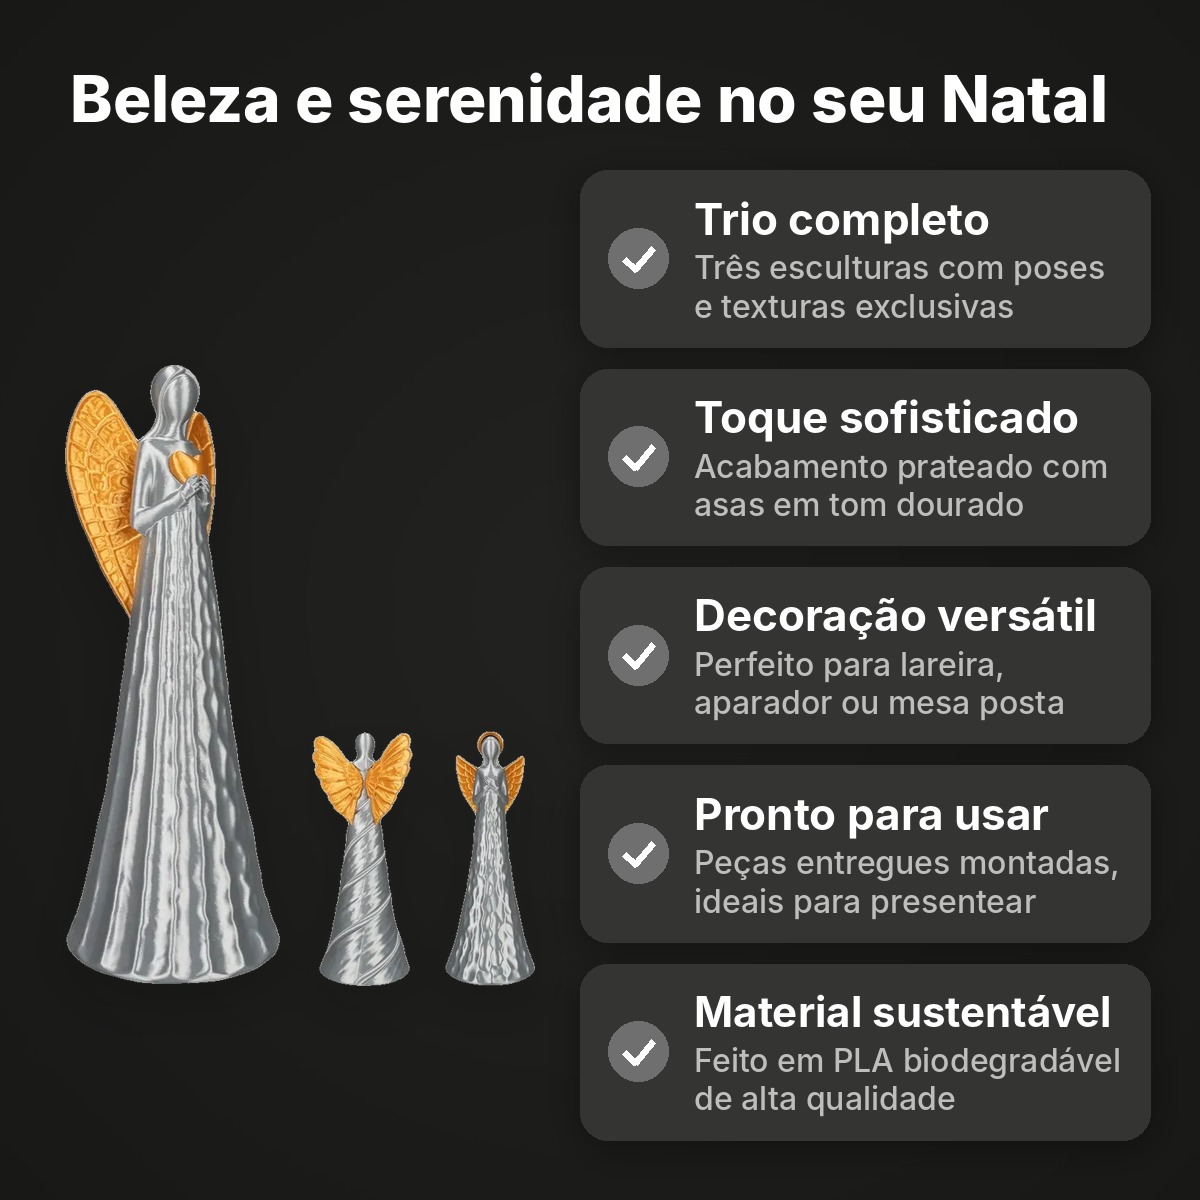 Beleza e serenidade no seu Natal
Trio completo
Três esculturas com poses
e texturas exclusivas
Toque sofisticado
Acabamento prateado com
asas em tom dourado
Decoração versátil
Perfeito para lareira,
aparador ou mesa posta
Pronto para usar
Peças entregues montadas,
ideais para presentear
Material sustentável
Feito em PLA biodegradável
de alta qualidade